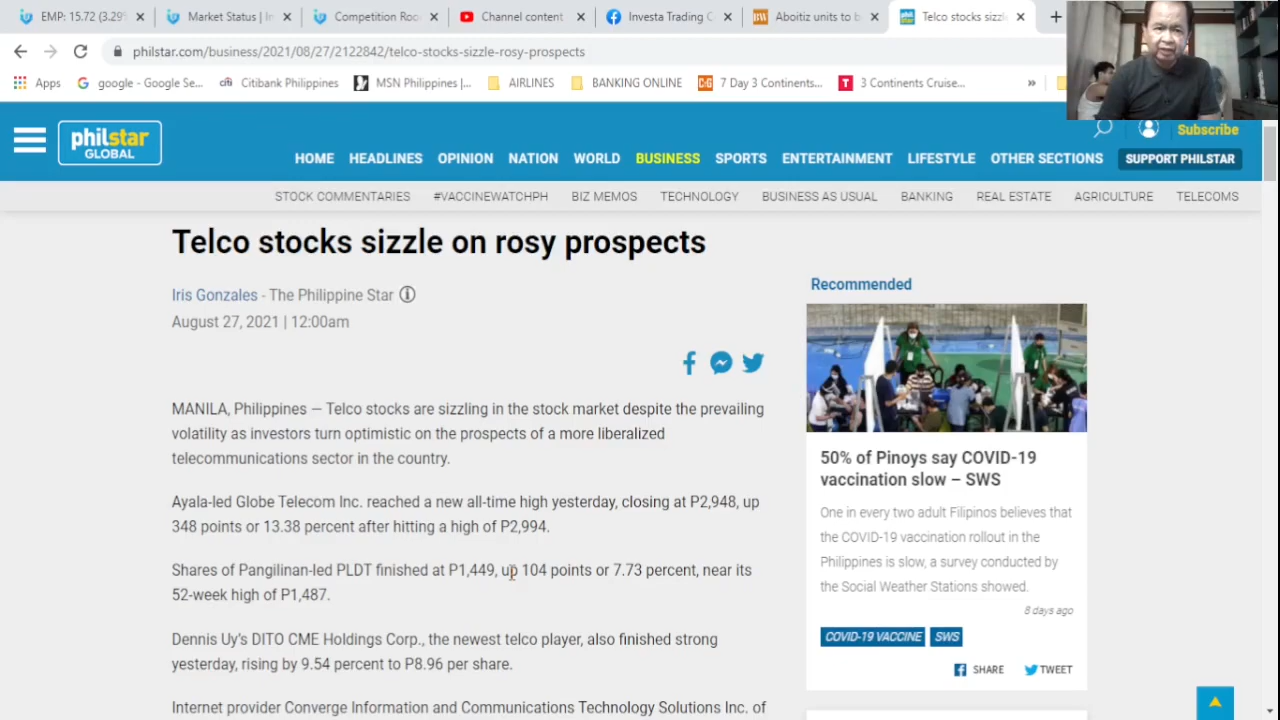 EMP: 15.72 (3.29%
Market Status | In
Competition Roo
Channel content
Investa Trading C
Aboitiz units to b
Telco stocks sizzl
philstar.com/business/2021/08/27/2122842/telco-stocks-sizzle-rosy-prospects
Apps
google - Google Se...
Citibank Philippines
MSN Philippines |...
AIRLINES
BANKING ONLINE
7 Day 3 Continents...
3 Continents Cruise...
»
philstar
GLOBAL
Subscribe
HOME HEADLINES OPINION NATION WORLD BUSINESS SPORTS ENTERTAINMENT LIFESTYLE OTHER SECTIONS SUPPORT PHILSTAR
STOCK COMMENTARIES #VACCINEWATCHPH BIZ MEMOS TECHNOLOGY BUSINESS AS USUAL BANKING REAL ESTATE AGRICULTURE TELECOMS
Telco stocks sizzle on rosy prospects
Iris Gonzales - The Philippine Star
August 27, 2021 | 12:00am
MANILA, Philippines — Telco stocks are sizzling in the stock market despite the prevailing
volatility as investors turn optimistic on the prospects of a more liberalized
telecommunications sector in the country.
Ayala-led Globe Telecom Inc. reached a new all-time high yesterday, closing at P2,948, up
348 points or 13.38 percent after hitting a high of P2,994.
Shares of Pangilinan-led PLDT finished at P1,449, up 104 points or 7.73 percent, near its
52-week high of P1,487.
Dennis Uy's DITO CME Holdings Corp., the newest telco player, also finished strong
yesterday, rising by 9.54 percent to P8.96 per share.
Internet provider Converge Information and Communications Technology Solutions Inc. of
Recommended
50% of Pinoys say COVID-19
vaccination slow – SWS
One in every two adult Filipinos believes that
the COVID-19 vaccination rollout in the
Philippines is slow, a survey conducted by
the Social Weather Stations showed.
8 days ago
COVID-19 VACCINE SWS
SHARE TWEET